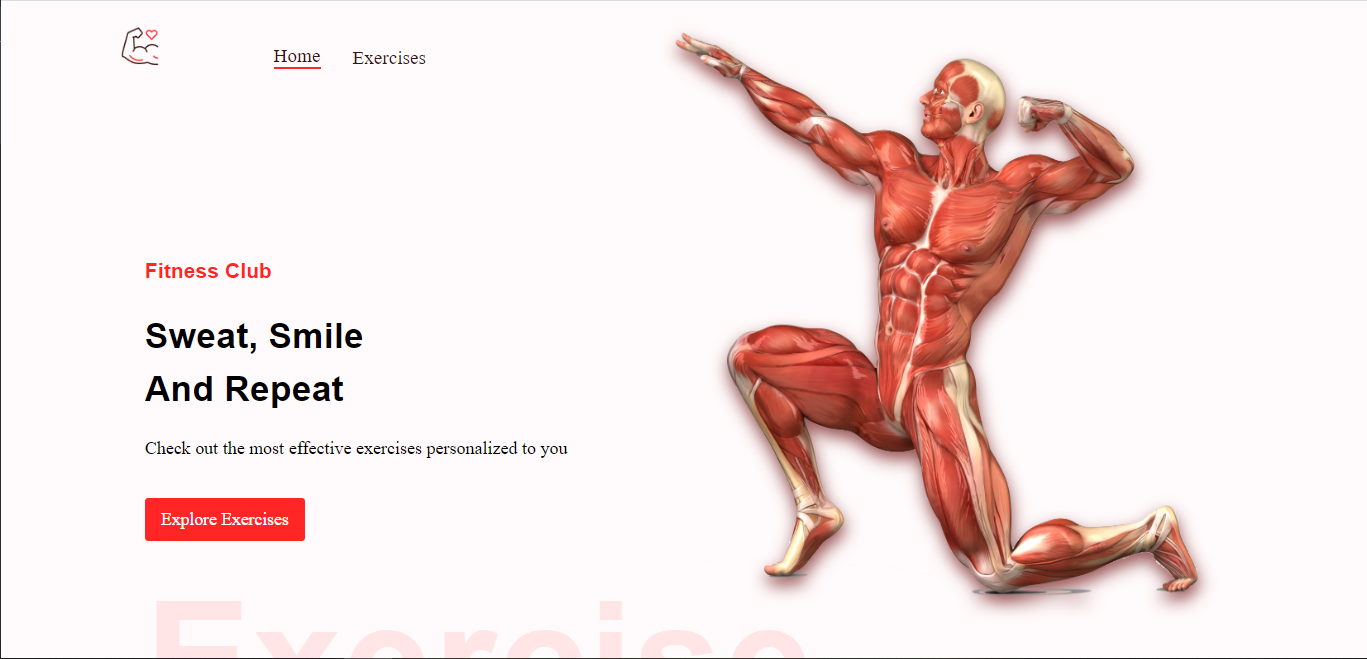 Home Exercises
Fitness Club
Sweat, Smile
And Repeat
Check out the most effective exercises personalized to you
Explore Exercises
Exercise